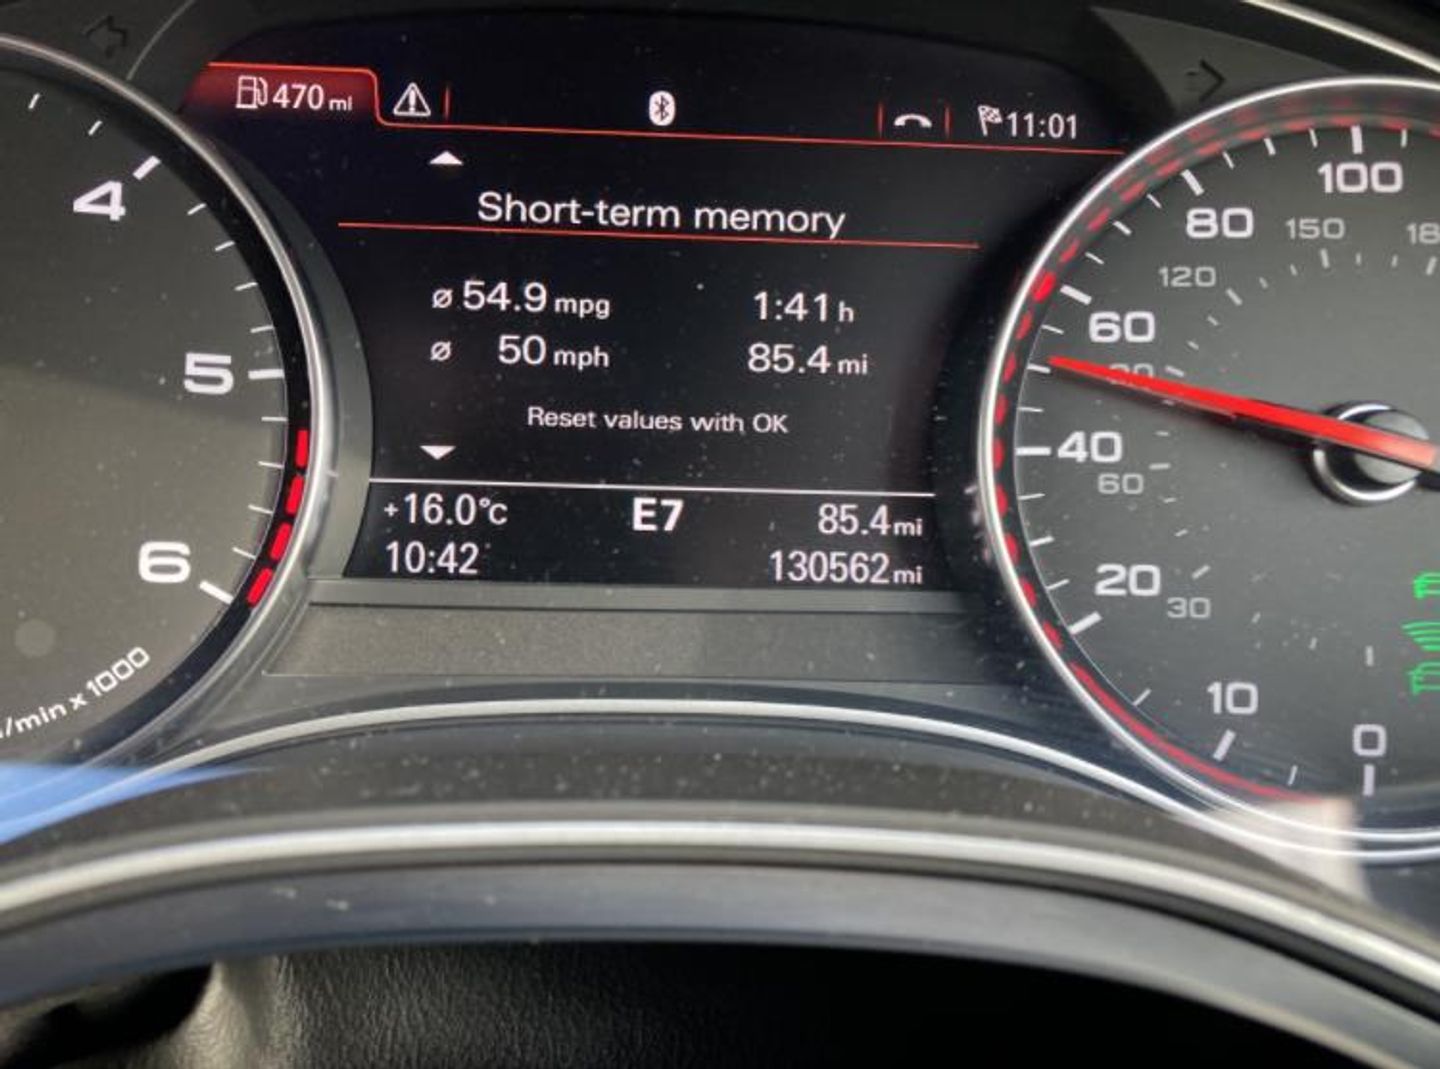 470 mi
11:01
Short-term memory
ø 54.9 mpg 1:41 h
ø 50 mph 85.4 mi
Reset values with OK
+16.0°C E7 85.4 mi
10:42 130562 mi
4
5
6
/min x 1000
100
80
150
120
60
40
60
20
30
10
0